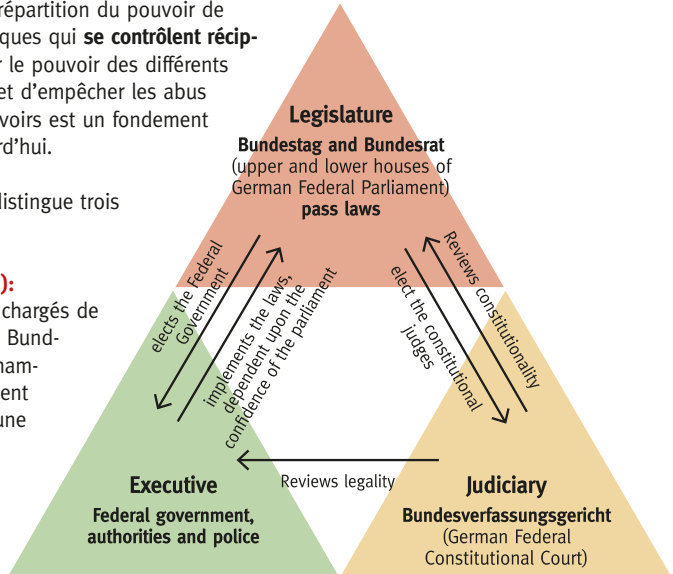 répartition du pouvoir de
ques qui se contrôlent récip-
r le pouvoir des différents
et d'empêcher les abus
voirs est un fondement
rd'hui.
distingue trois
):
chargés de
Bund-
ham-
ent
une
Legislature
Bundestag and Bundesrat
(upper and lower houses of
German Federal Parliament)
pass laws
elects the Federal
Government
implements the laws,
dependent upon the
confidence of the parliament
elect the constitutional
judges
Reviews constitutionality
Reviews legality
Executive
Federal government,
authorities and police
Judiciary
Bundesverfassungsgericht
(German Federal
Constitutional Court)